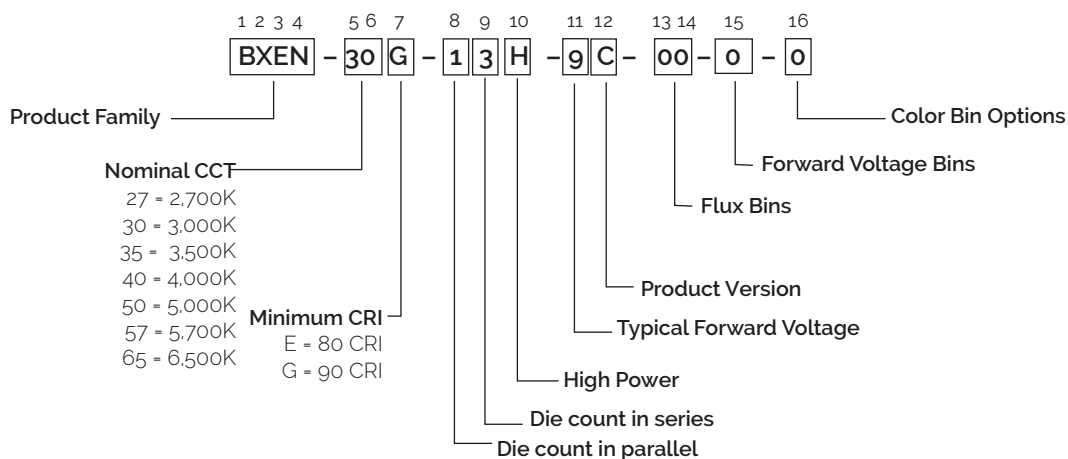 1 2 3 4 5 6 7 8 9 10 11 12 13 14 15 16
BXEN – 30 G – 1 3 H – 9 C – 00 – 0 – 0
Product Family
Color Bin Options
Nominal CCT
Forward Voltage Bins
27 = 2,700K
30 = 3,000K
Flux Bins
35 = 3,500K
40 = 4,000K
50 = 5,000K
Product Version
57 = 5,700K
Minimum CRI
Typical Forward Voltage
65 = 6,500K
E = 80 CRI
G = 90 CRI
High Power
Die count in series
Die count in parallel